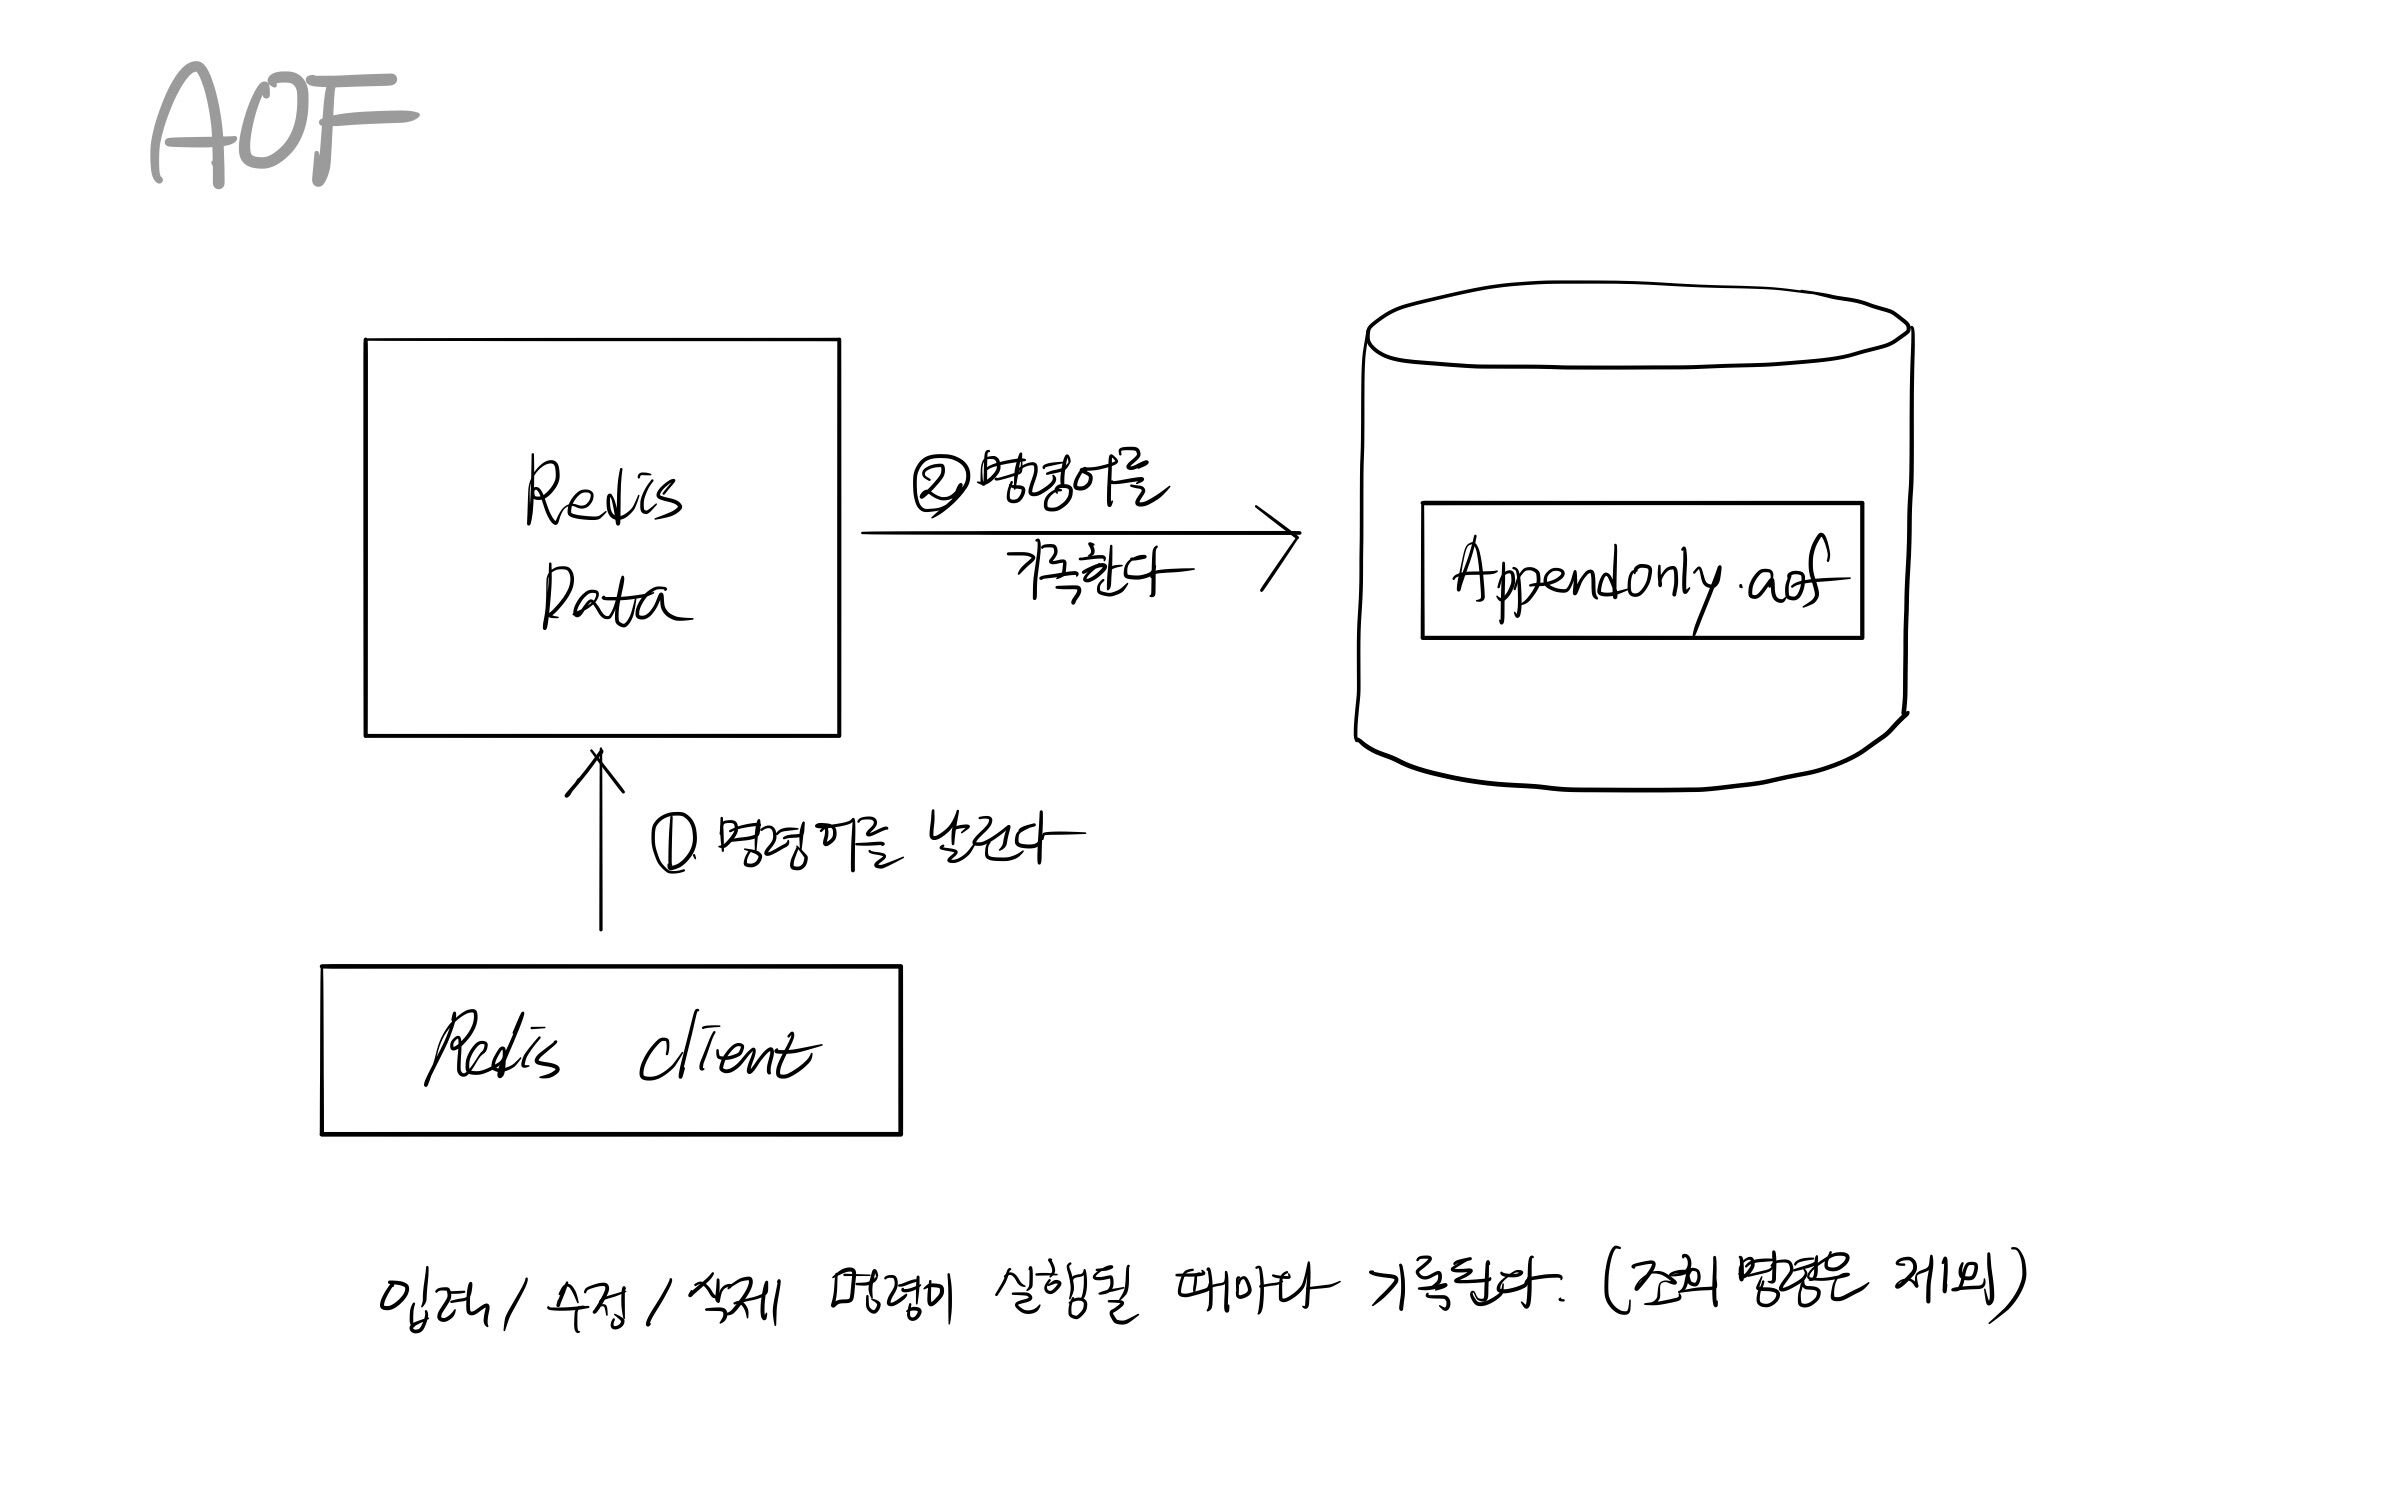 AOF
Redis
Data
② 명령어를
기록한다
Appendonly.aof
① 명령어를 날린다
Redis client
입력/수정/삭제 명령이 실행될 때마다 기록된다. (조회 명령은 제외)